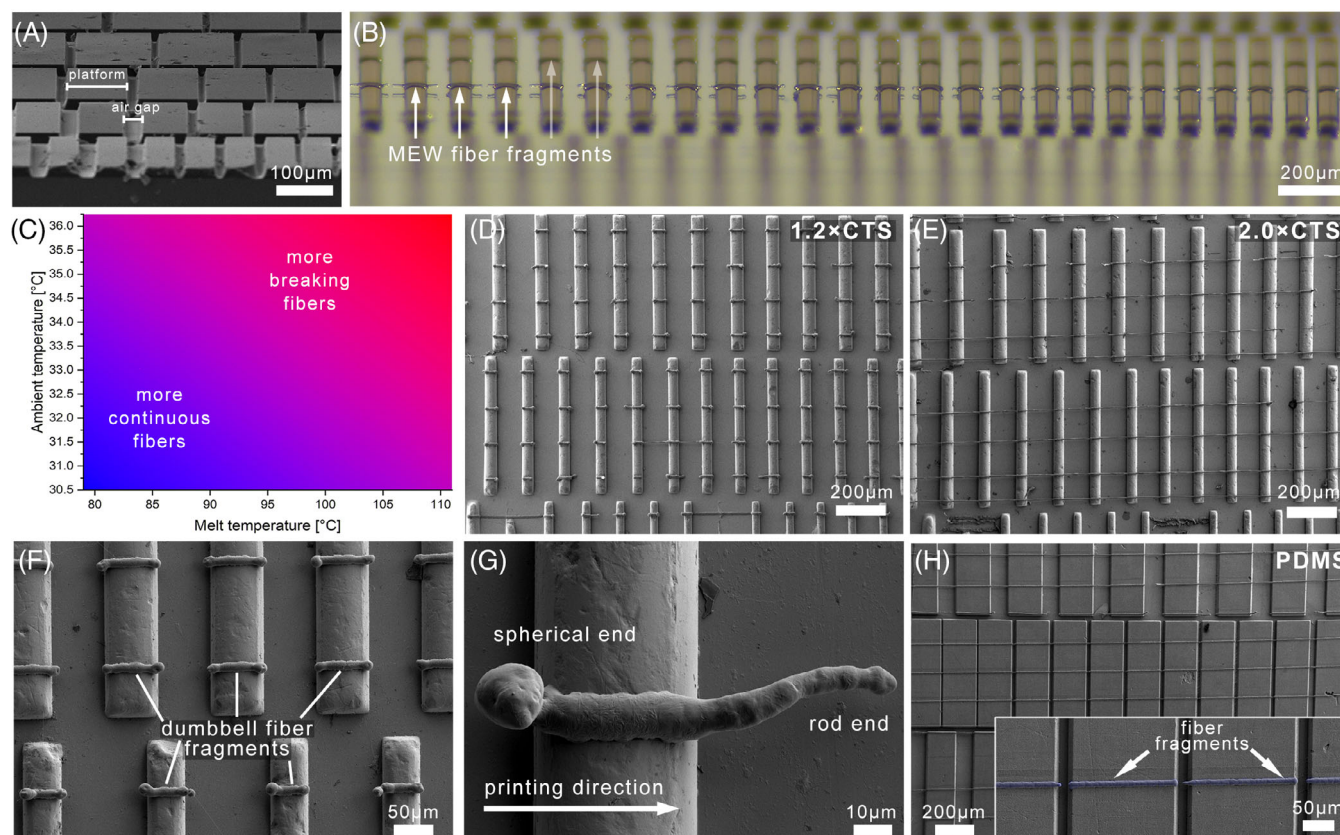 (A)
platform
air gap
100µm
(B)
MEW fiber fragments
200µm
(C)
Ambient temperature [°C]
36.0
35.5
35.0
34.5
34.0
33.5
33.0
32.5
32.0
31.5
31.0
30.5
more
breaking
fibers
more
continuous
fibers
80
85
90
95
100
105
110
Melt temperature [°C]
(D)
1.2×CTS
200µm
(E)
2.0×CTS
200µm
(F)
dumbbell fiber
fragments
50µm
(G)
spherical end
rod end
printing direction
10µm
(H)
PDMS
fiber
fragments
200µm
50µm